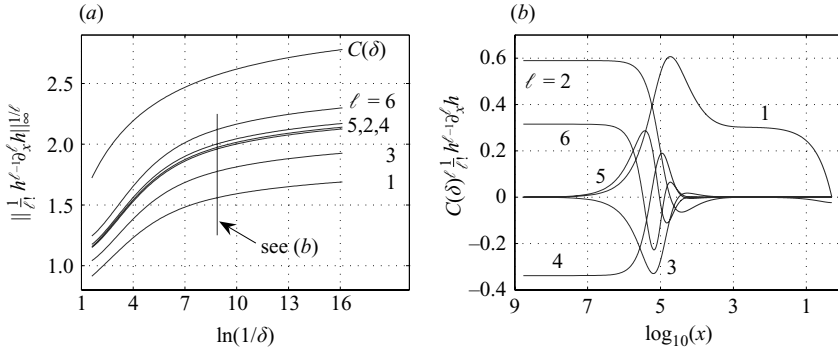 (a)
|| 1/ℓ! h^{ℓ−1}∂_x^ℓ h||_∞^{1/ℓ}
2.5
2.0
1.5
1.0
C(δ)
ℓ = 6
5,2,4
3
1
see (b)
1 4 7 10 13 16
ln(1/δ)
(b)
C(δ)^ℓ 1/ℓ! h^{ℓ−1}∂_x^ℓ h
0.6
0.4
0.2
0
−0.2
−0.4
ℓ = 2
1
6
5
4
3
9 7 5 3 1
log₁₀(x)